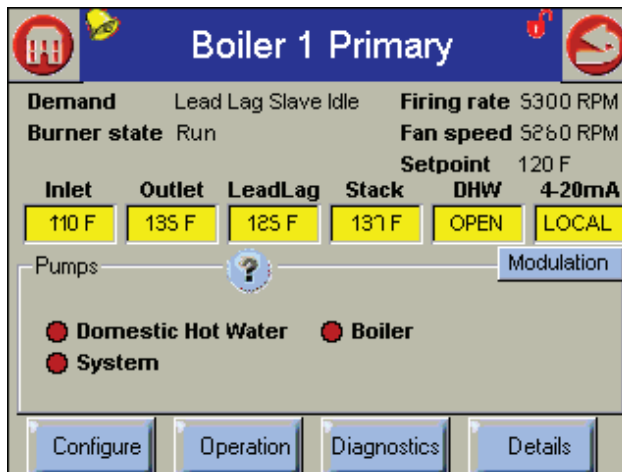 Boiler 1 Primary
Demand Lead Lag Slave Idle Firing rate 5300 RPM
Burner state Run Fan speed 5260 RPM
Setpoint 120 F
Inlet Outlet LeadLag Stack DHW 4-20mA
110 F 135 F 125 F 137 F OPEN LOCAL
Pumps ? Modulation
Domestic Hot Water Boiler
System
Configure Operation Diagnostics Details